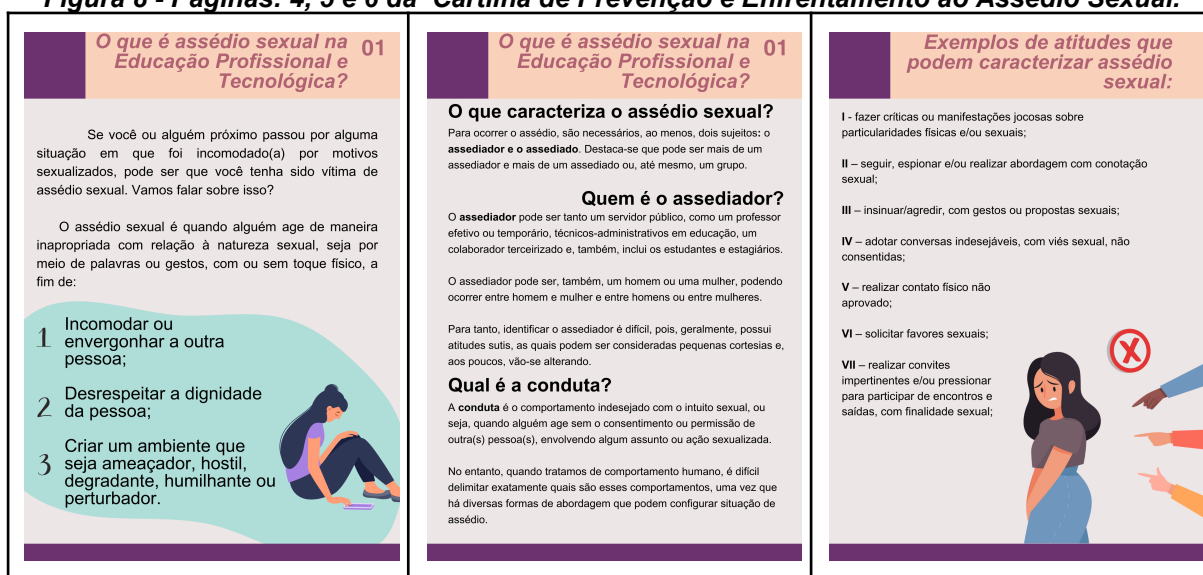 Figura 8 - Páginas: 4, 5 e 6 da "Cartilha de Prevenção e Enfrentamento ao Assédio Sexual.
O que é assédio sexual na
Educação Profissional e
Tecnológica?
01
Se você ou alguém próximo passou por alguma
situação em que foi incomodado(a) por motivos
sexualizados, pode ser que você tenha sido vítima de
assédio sexual. Vamos falar sobre isso?
O assédio sexual é quando alguém age de maneira
inapropriada com relação à natureza sexual, seja por
meio de palavras ou gestos, com ou sem toque físico, a
fim de:
1 Incomodar ou
envergonhar a outra
pessoa;
2 Desrespeitar a dignidade
da pessoa;
3 Criar um ambiente que
seja ameaçador, hostil,
degradante, humilhante ou
perturbador.
O que é assédio sexual na
Educação Profissional e
Tecnológica?
01
O que caracteriza o assédio sexual?
Para ocorrer o assédio, são necessários, ao menos, dois sujeitos: o
assediador e o assediado. Destaca-se que pode ser mais de um
assediador e mais de um assediado ou, até mesmo, um grupo.
Quem é o assediador?
O assediador pode ser tanto um servidor público, como um professor
efetivo ou temporário, técnicos-administrativos em educação, um
colaborador terceirizado e, também, inclui os estudantes e estagiários.
O assediador pode ser, também, um homem ou uma mulher, podendo
ocorrer entre homem e mulher e entre homens ou entre mulheres.
Para tanto, identificar o assediador é difícil, pois, geralmente, possui
atitudes sutis, as quais podem ser consideradas pequenas cortesias e,
aos poucos, vão-se alterando.
Qual é a conduta?
A conduta é o comportamento indesejado com o intuito sexual, ou
seja, quando alguém age sem o consentimento ou permissão de
outra(s) pessoa(s), envolvendo algum assunto ou ação sexualizada.
No entanto, quando tratamos de comportamento humano, é difícil
delimitar exatamente quais são esses comportamentos, uma vez que
há diversas formas de abordagem que podem configurar situação de
assédio.
Exemplos de atitudes que
podem caracterizar assédio
sexual:
I - fazer críticas ou manifestações jocosas sobre
particularidades físicas e/ou sexuais;
II – seguir, espionar e/ou realizar abordagem com conotação
sexual;
III – insinuar/agredir, com gestos ou propostas sexuais;
IV – adotar conversas indesejáveis, com viés sexual, não
consentidas;
V – realizar contato físico não
aprovado;
VI – solicitar favores sexuais;
VII – realizar convites
impertinentes e/ou pressionar
para participar de encontros e
saídas, com finalidade sexual;